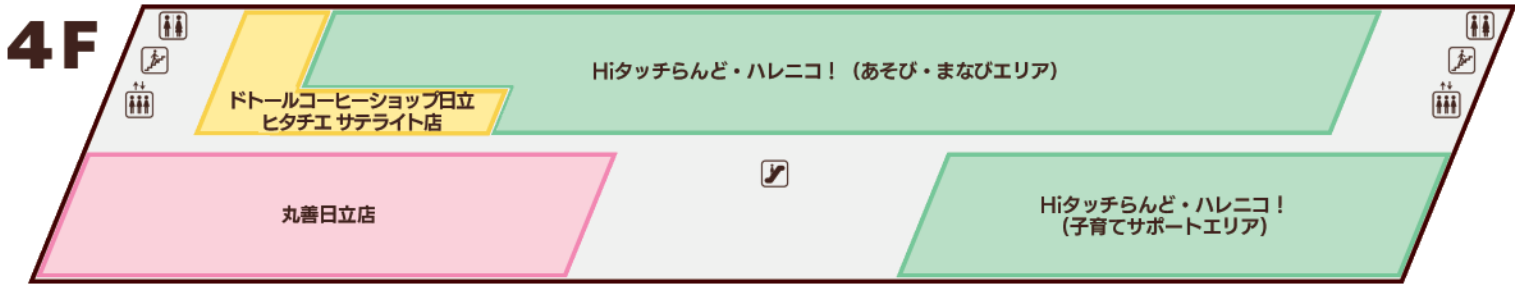 4F
Hiタッチらんど・ハレニコ！（あそび・まなびエリア）
ドトールコーヒーショップ日立
ヒタチエ サテライト店
丸善日立店
Hiタッチらんど・ハレニコ！
（子育てサポートエリア）